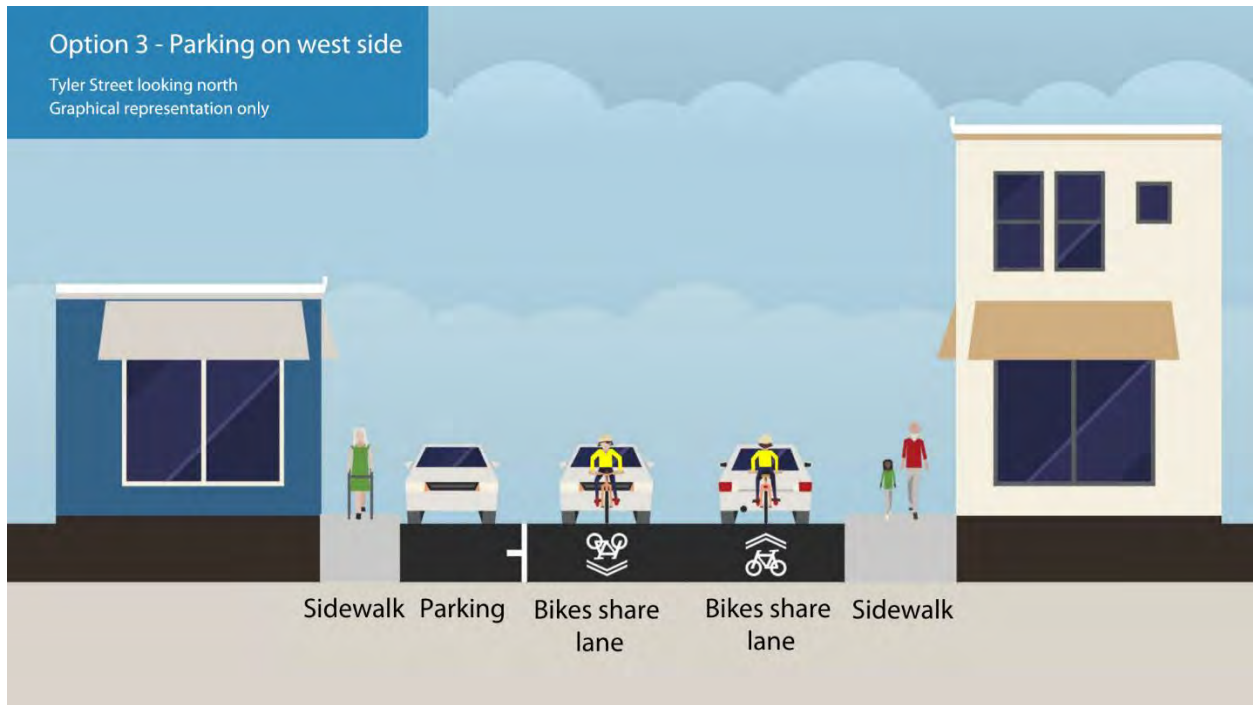 Option 3 - Parking on west side
Tyler Street looking north
Graphical representation only
Sidewalk
Parking
Bikes share
lane
Bikes share
lane
Sidewalk